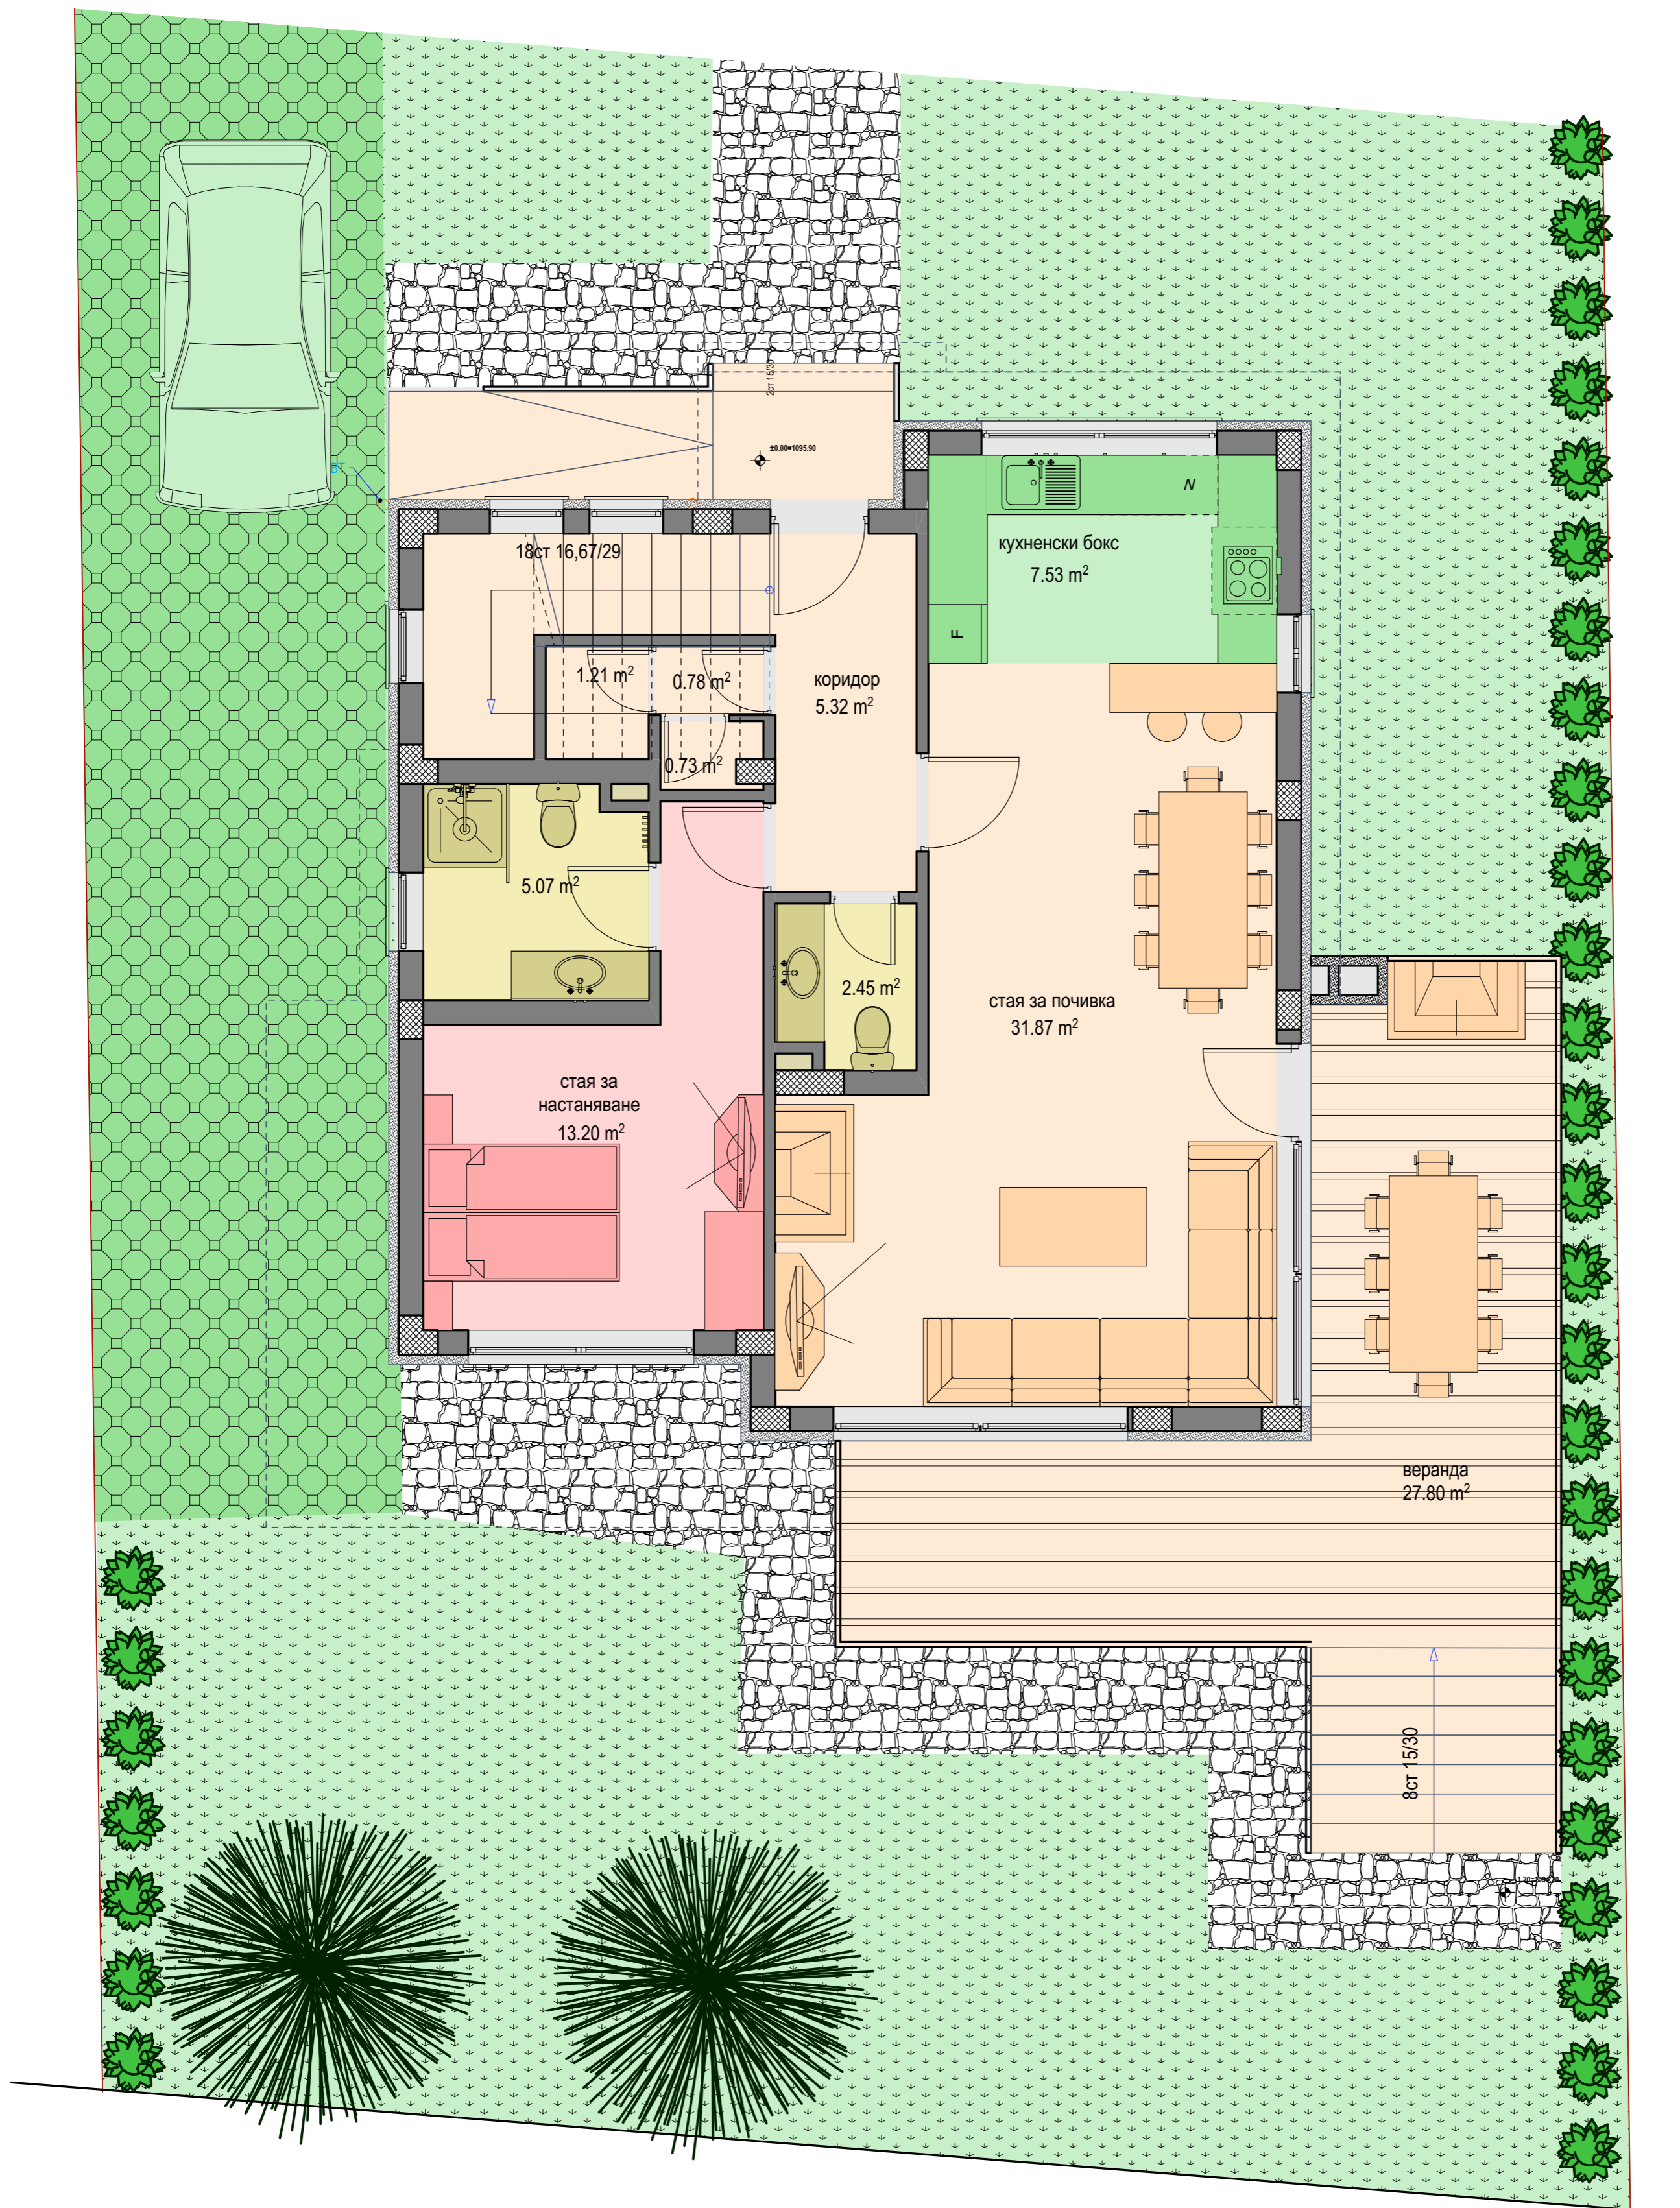 2ст 15/30
±0.00=1095.90
вт
N
18ст 16,67/29
кухненски бокс
7.53 m²
F
1.21 m²
0.78 m²
коридор
5.32 m²
0.73 m²
5.07 m²
2.45 m²
стая за почивка
31.87 m²
стая за
настаняване
13.20 m²
веранда
27.80 m²
8ст 15/30